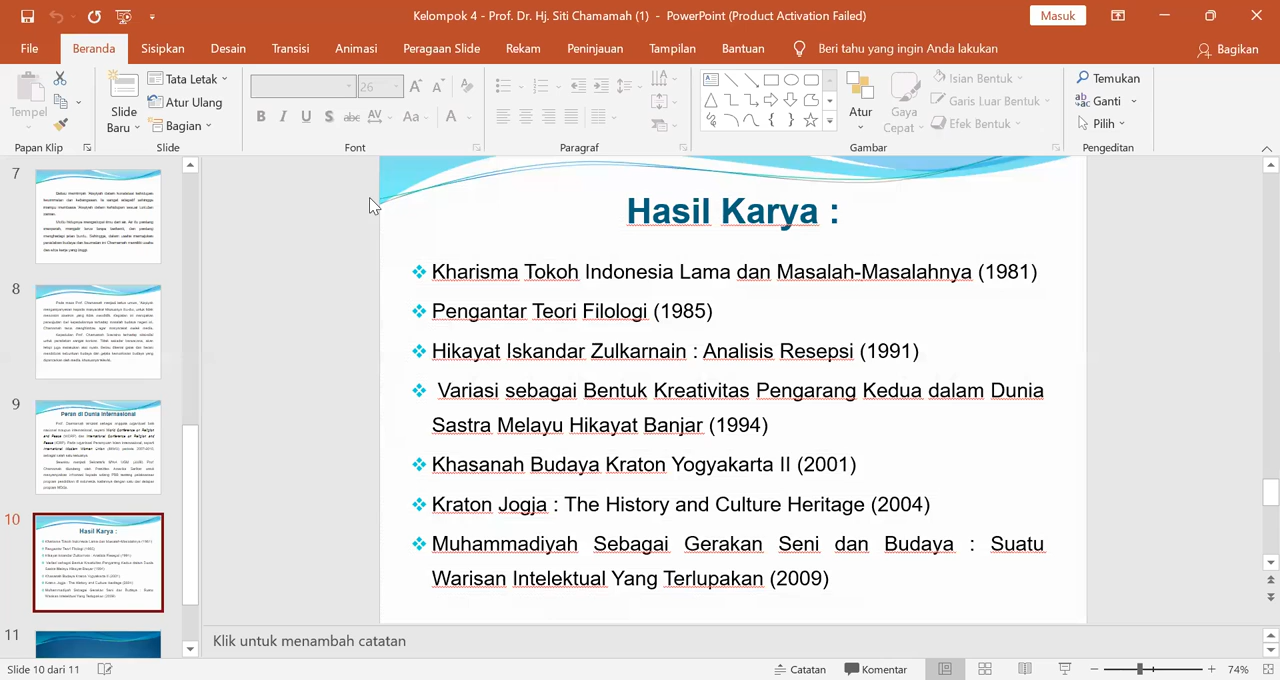 Kelompok 4 - Prof. Dr. Hj. Siti Chamamah (1) - PowerPoint (Product Activation Failed)
Masuk
File Beranda Sisipkan Desain Transisi Animasi Peragaan Slide Rekam Peninjauan Tampilan Bantuan Beri tahu yang ingin Anda lakukan Bagikan
Tempel
Papan Klip
Slide Baru
Tata Letak
Atur Ulang
Bagian
Slide
26
Font
Paragraf
Atur
Gaya Cepat
Isian Bentuk
Garis Luar Bentuk
Efek Bentuk
Gambar
Temukan
Ganti
Pilih
Pengeditan
7
8
9
Peran di Dunia Internasional
10
11
Hasil Karya :
Kharisma Tokoh Indonesia Lama dan Masalah-Masalahnya (1981)
Pengantar Teori Filologi (1985)
Hikayat Iskandar Zulkarnain : Analisis Resepsi (1991)
Variasi sebagai Bentuk Kreativitas Pengarang Kedua dalam Dunia
Sastra Melayu Hikayat Banjar (1994)
Khasanah Budaya Kraton Yogyakarta II (2001)
Kraton Jogja : The History and Culture Heritage (2004)
Muhammadiyah Sebagai Gerakan Seni dan Budaya : Suatu
Warisan Intelektual Yang Terlupakan (2009)
Klik untuk menambah catatan
Slide 10 dari 11
Catatan
Komentar
74%